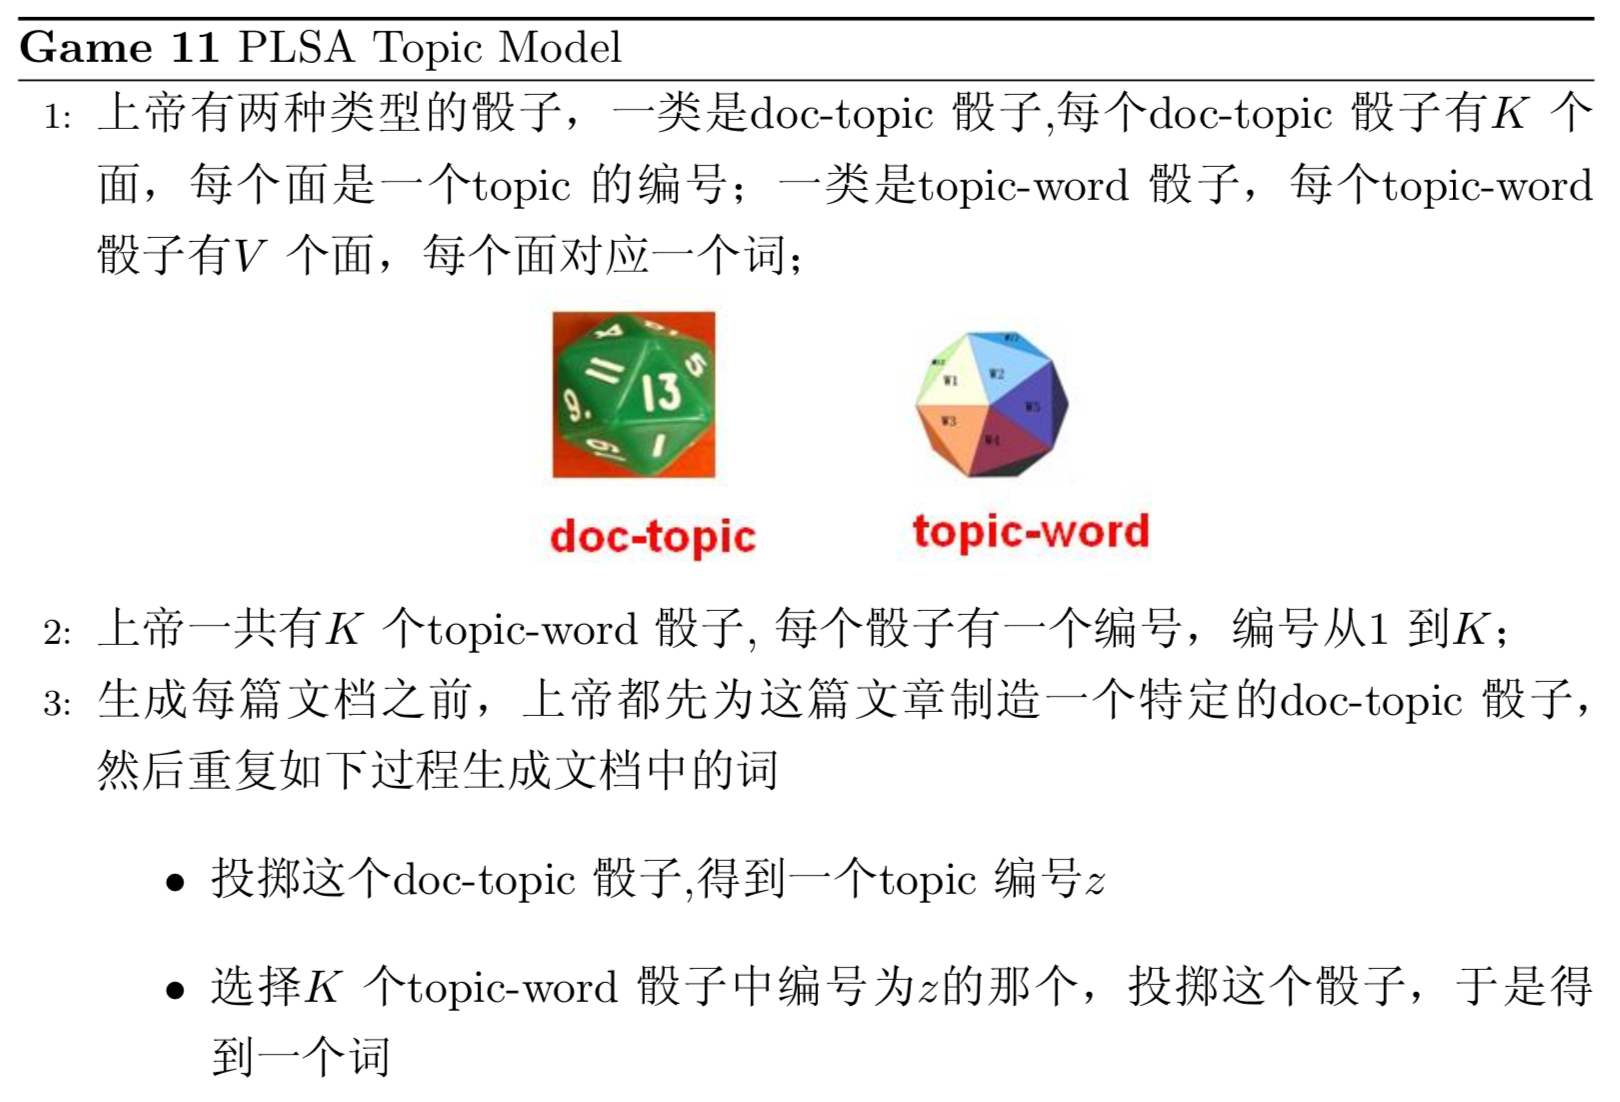 Game 11 PLSA Topic Model
1: 上帝有两种类型的骰子，一类是doc-topic 骰子,每个doc-topic 骰子有K 个
面，每个面是一个topic 的编号；一类是topic-word 骰子，每个topic-word
骰子有V 个面，每个面对应一个词；
4
11
5
13
9.
1
W1
W2
W5
W3
W4
doc-topic
topic-word
2: 上帝一共有K 个topic-word 骰子, 每个骰子有一个编号，编号从1 到K；
3: 生成每篇文档之前，上帝都先为这篇文章制造一个特定的doc-topic 骰子，
然后重复如下过程生成文档中的词
• 投掷这个doc-topic 骰子,得到一个topic 编号z
• 选择K 个topic-word 骰子中编号为z的那个，投掷这个骰子，于是得
到一个词